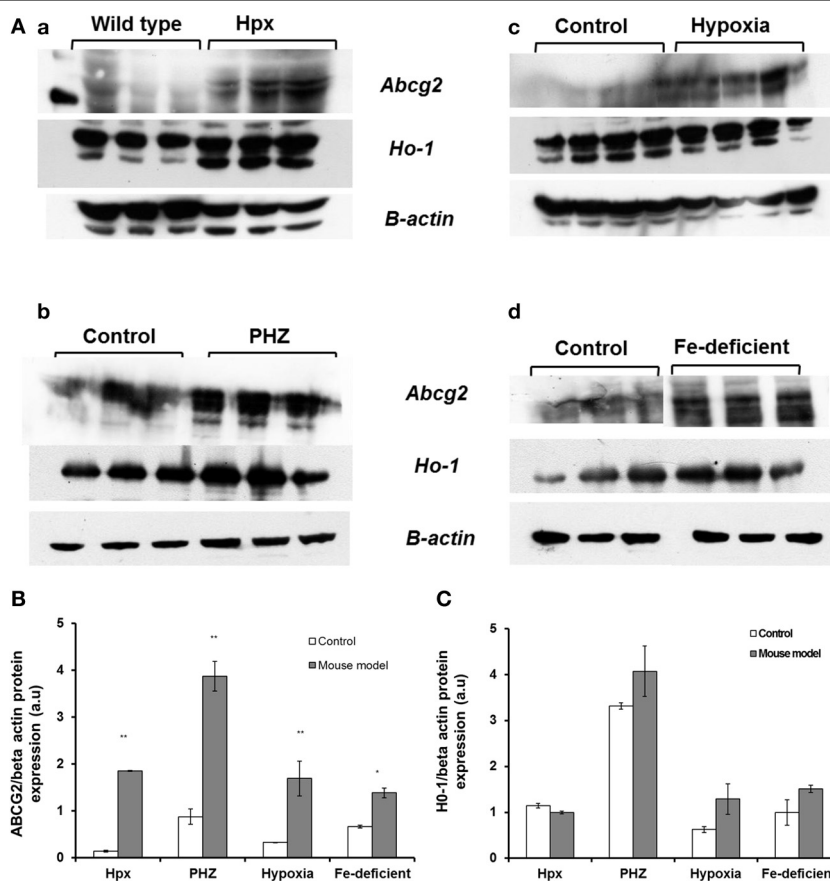 A a
Wild type Hpx
c
Control Hypoxia
Abcg2
Ho-1
B-actin
b
Control PHZ
d
Control Fe-deficient
Abcg2
Ho-1
B-actin
B
ABCG2/beta actin protein
expression (a.u)
5
4
3
2
1
0
**
**
**
*
Control
Mouse model
Hpx PHZ Hypoxia Fe-deficient
C
H0-1/beta actin protein
expression (a.u)
5
4
3
2
1
0
Control
Mouse model
Hpx PHZ Hypoxia Fe-deficient